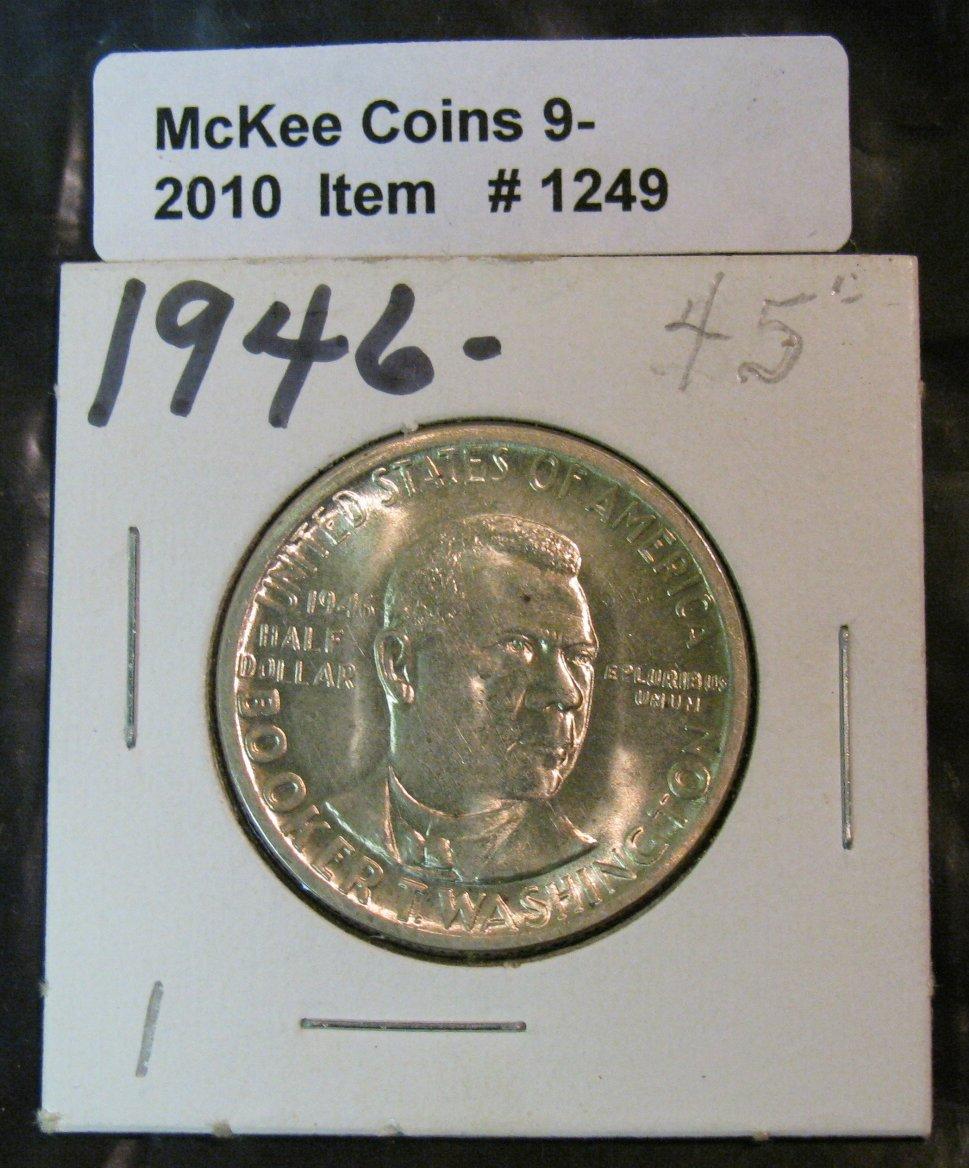 McKee Coins 9-
2010 Item # 1249
1946-
45
UNITED STATES OF AMERICA
1946
HALF
DOLLAR
E PLURIBUS
UNUM
BOOKER T. WASHINGTON